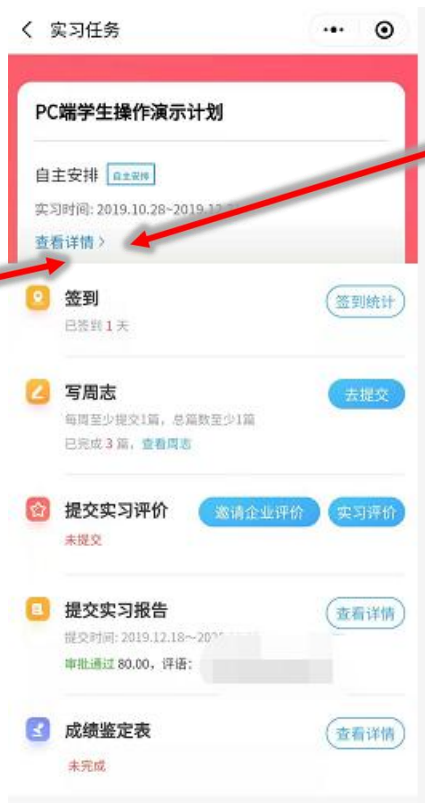 实习任务
PC端学生操作演示计划
自主安排 自主安排
实习时间: 2019.10.28~2019.12.
查看详情 >
签到
签到统计
已签到 1 天
写周志
去提交
每周至少提交1篇，总篇数至少1篇
已完成 3 篇，查看周志
提交实习评价
邀请企业评价
实习评价
未提交
提交实习报告
查看详情
提交时间: 2019.12.18~
审批通过 80.00，评语：
成绩鉴定表
查看详情
未完成